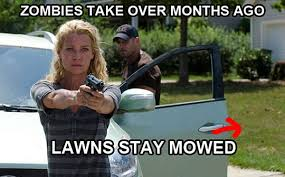 ZOMBIES TAKE OVER MONTHS AGO
LAWNS STAY MOWED